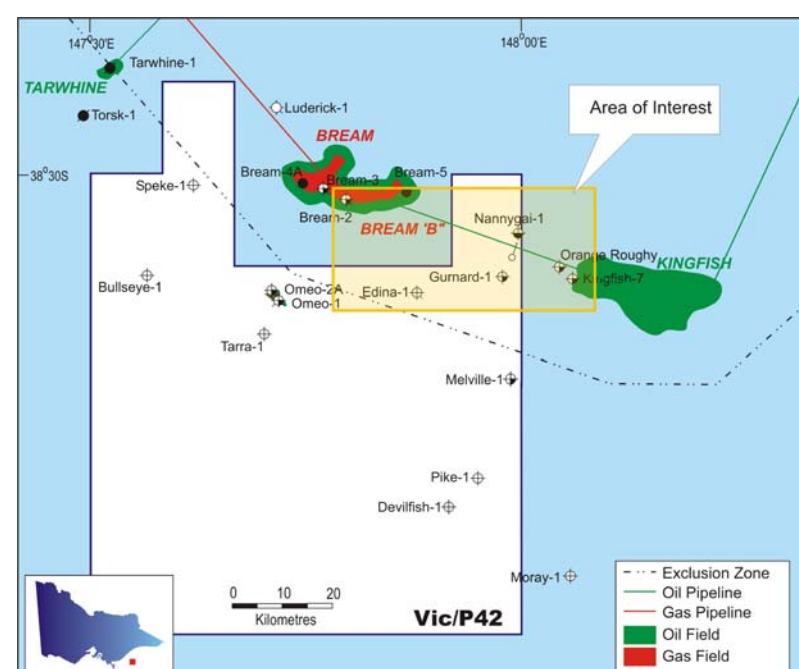 147°30'E
148°00'E
Tarwhine-1
TARWHINE
Torsk-1
Luderick-1
Area of Interest
BREAM
38°30S
Bream-4A
Bream-3
Bream-5
Speke-1
Bream-2
BREAM 'B"
Nannygai-1
Orange Roughy
KINGFISH
Bullseye-1
Gurnard-1
Kingfish-7
Omeo-2A
Edina-1
Omeo-1
Tarra-1
Melville-1
Pike-1
Devilfish-1
Moray-1
0 10 20
Kilometres
Vic/P42
Exclusion Zone
Oil Pipeline
Gas Pipeline
Oil Field
Gas Field